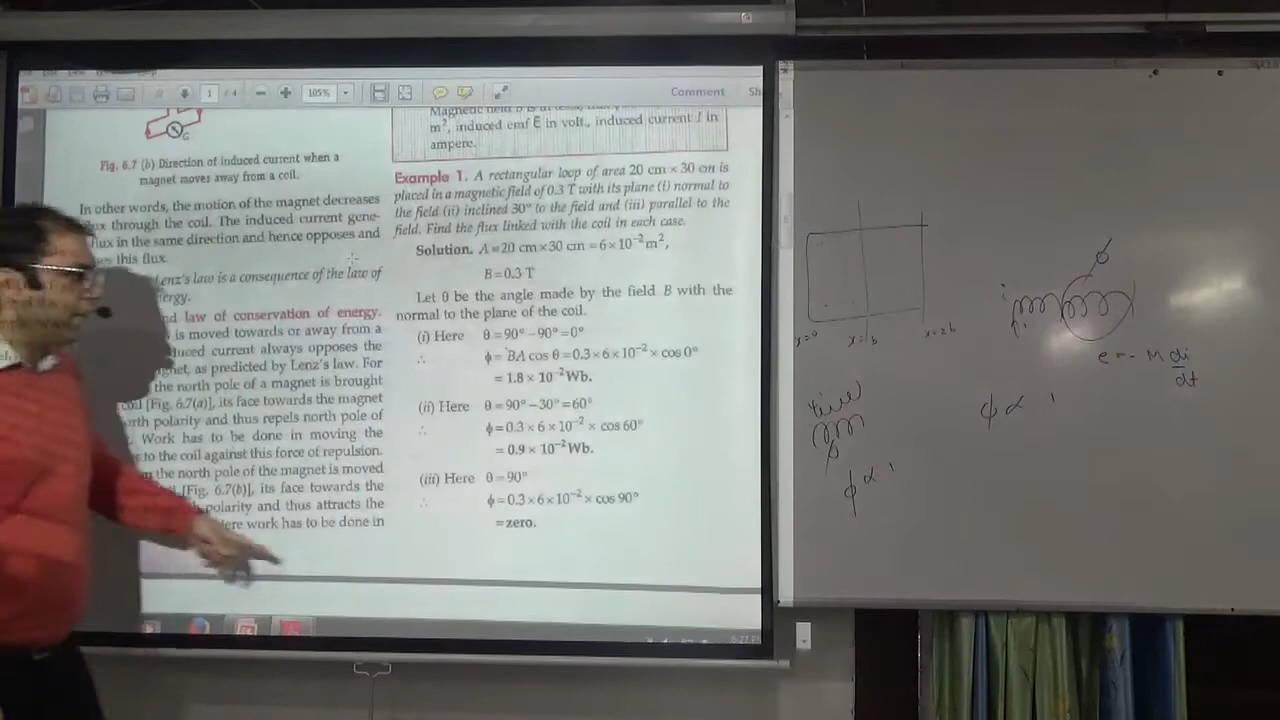 1 / 4
105%
Comment
Fig. 6.7 (b) Direction of induced current when a
magnet moves away from a coil.
In other words, the motion of the magnet decreases
through the coil. The induced current gene-
flux in the same direction and hence opposes and
this flux.
Lenz's law is a consequence of the law of
law of conservation of energy.
is moved towards or away from a
current always opposes the
as predicted by Lenz's law. For
the north pole of a magnet is brought
[Fig. 6.7(a)], its face towards the magnet
polarity and thus repels north pole of
Work has to be done in moving the
to the coil against this force of repulsion.
the north pole of the magnet is moved
[Fig. 6.7(b)], its face towards the
polarity and thus attracts the
work has to be done in
m², induced emf Ɛ in volt., induced current I in
ampere.
Example 1. A rectangular loop of area 20 cm × 30 cm is
placed in a magnetic field of 0.3 T with its plane (i) normal to
the field (ii) inclined 30° to the field and (iii) parallel to the
field. Find the flux linked with the coil in each case.
Solution. A = 20 cm × 30 cm = 6 × 10⁻² m²,
B = 0.3 T
Let θ be the angle made by the field B with the
normal to the plane of the coil.
(i) Here θ = 90° − 90° = 0°
∴ ϕ = BA cos θ = 0.3 × 6 × 10⁻² × cos 0°
= 1.8 × 10⁻² Wb.
(ii) Here θ = 90° − 30° = 60°
∴ ϕ = 0.3 × 6 × 10⁻² × cos 60°
= 0.9 × 10⁻² Wb.
(iii) Here θ = 90°
∴ ϕ = 0.3 × 6 × 10⁻² × cos 90°
= zero.
x=b
x=2b
i
e = - M di/dt
ϕ ∝ i
ϕ ∝ i